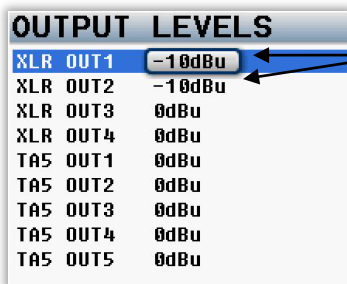 OUTPUT LEVELS
XLR OUT1 -10dBu
XLR OUT2 -10dBu
XLR OUT3 0dBu
XLR OUT4 0dBu
TA5 OUT1 0dBu
TA5 OUT2 0dBu
TA5 OUT3 0dBu
TA5 OUT4 0dBu
TA5 OUT5 0dBu